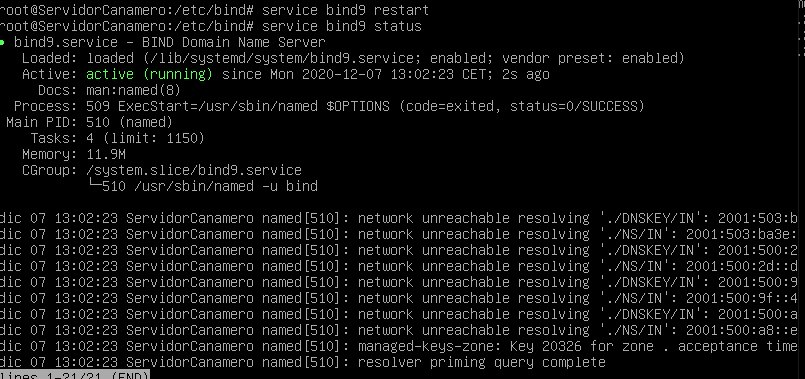 root@ServidorCanamero:/etc/bind# service bind9 restart
root@ServidorCanamero:/etc/bind# service bind9 status
● bind9.service - BIND Domain Name Server
   Loaded: loaded (/lib/systemd/system/bind9.service; enabled; vendor preset: enabled)
   Active: active (running) since Mon 2020-12-07 13:02:23 CET; 2s ago
     Docs: man:named(8)
  Process: 509 ExecStart=/usr/sbin/named $OPTIONS (code=exited, status=0/SUCCESS)
 Main PID: 510 (named)
    Tasks: 4 (limit: 1150)
   Memory: 11.9M
   CGroup: /system.slice/bind9.service
           └─510 /usr/sbin/named -u bind
dic 07 13:02:23 ServidorCanamero named[510]: network unreachable resolving './DNSKEY/IN': 2001:503:b
dic 07 13:02:23 ServidorCanamero named[510]: network unreachable resolving './NS/IN': 2001:503:ba3e:
dic 07 13:02:23 ServidorCanamero named[510]: network unreachable resolving './DNSKEY/IN': 2001:500:2
dic 07 13:02:23 ServidorCanamero named[510]: network unreachable resolving './NS/IN': 2001:500:2d::d
dic 07 13:02:23 ServidorCanamero named[510]: network unreachable resolving './DNSKEY/IN': 2001:500:9
dic 07 13:02:23 ServidorCanamero named[510]: network unreachable resolving './NS/IN': 2001:500:9f::4
dic 07 13:02:23 ServidorCanamero named[510]: network unreachable resolving './DNSKEY/IN': 2001:500:a
dic 07 13:02:23 ServidorCanamero named[510]: network unreachable resolving './NS/IN': 2001:500:a8::e
dic 07 13:02:23 ServidorCanamero named[510]: managed-keys-zone: Key 20326 for zone . acceptance time
dic 07 13:02:23 ServidorCanamero named[510]: resolver priming query complete
lines 1-21/21 (END)